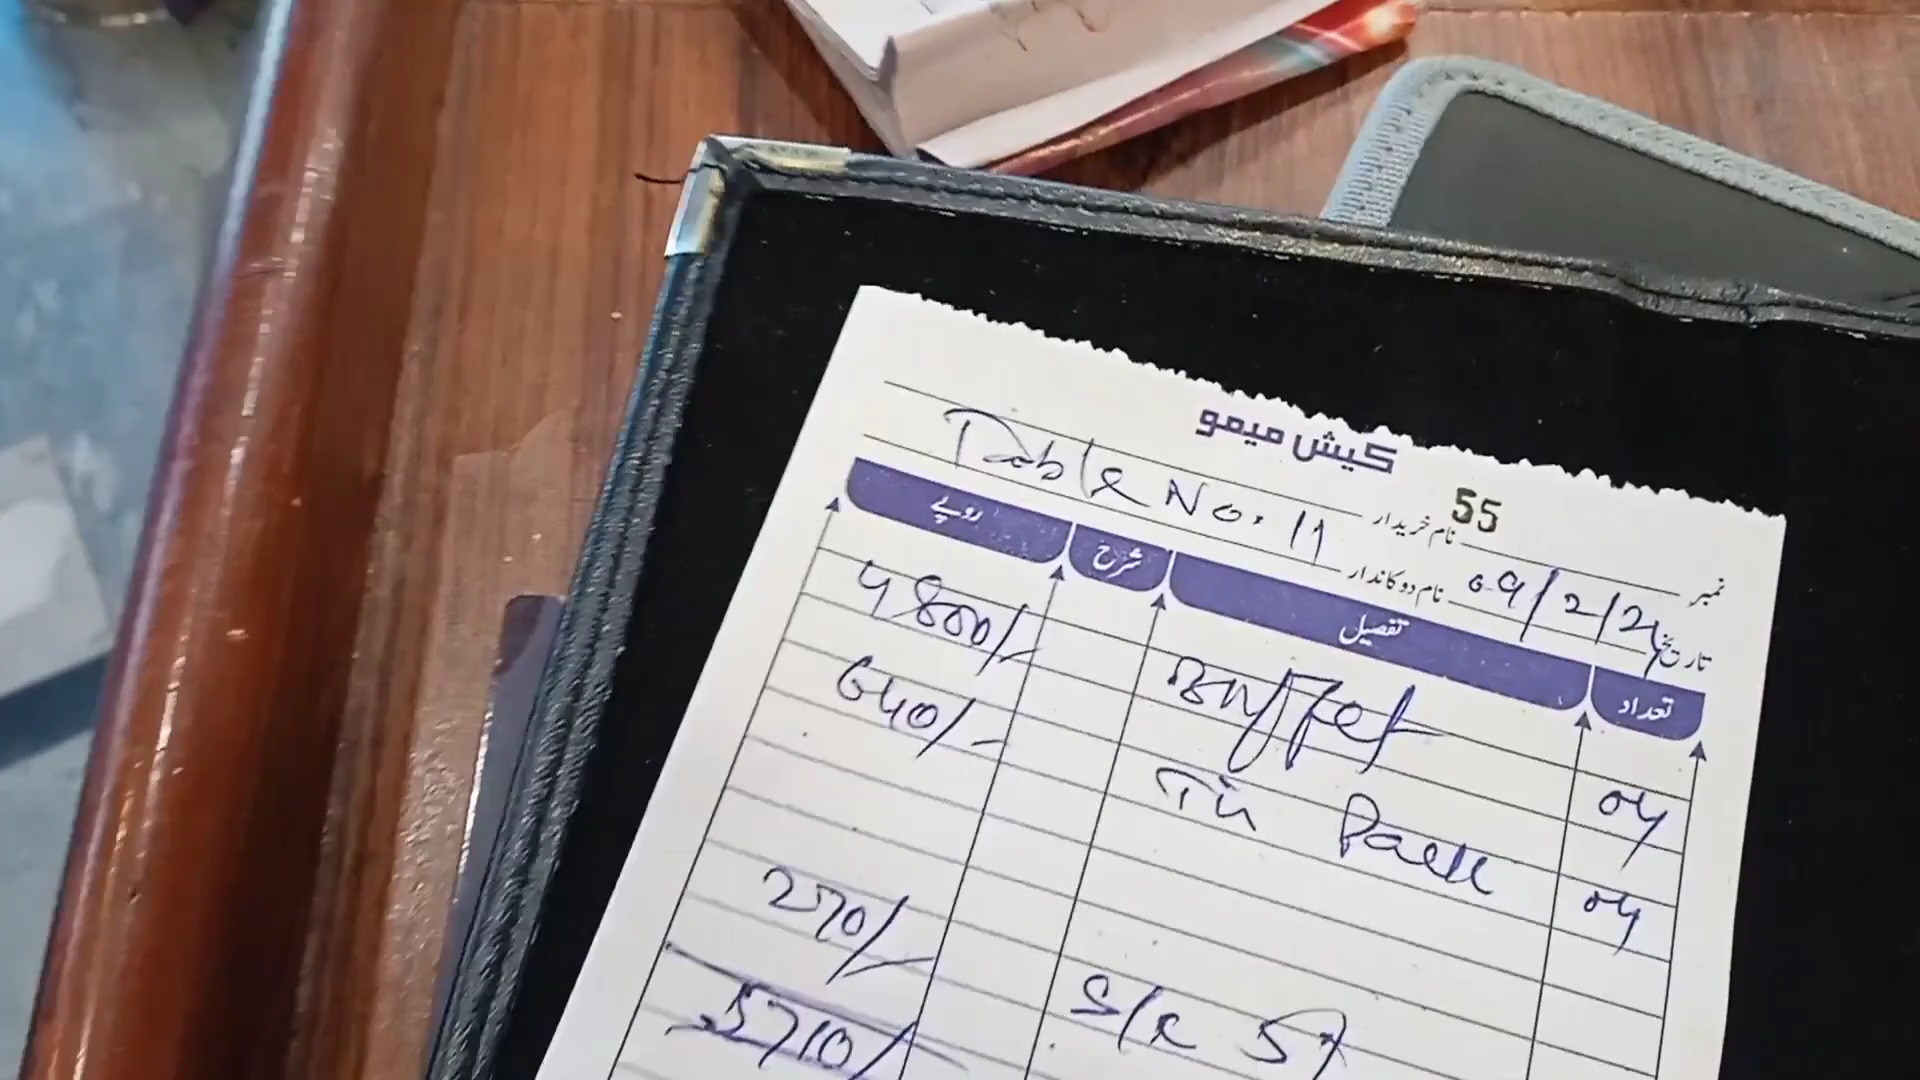 کیش میمو
55 نمبر
Table No. 11 نام خریدار
09/2/24 تاریخ
نام دوکاندار
تعداد تفصیل شرح روپے
4800/- Buffet 04
640/- Tin Pack 04
270/- S/C 5%
5710/-